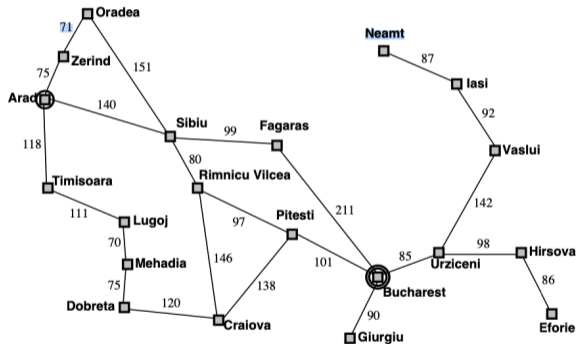 Oradea
71
Neamt
Zerind
87
151
75
Iasi
Arad
140
92
Sibiu
99
Fagaras
118
Vaslui
80
Timisoara
Rimnicu Vilcea
111
211
142
Lugoj
97
Pitesti
70
146
101
85
98
Hirsova
Mehadia
Urziceni
138
75
86
120
Bucharest
Dobreta
90
Craiova
Eforie
Giurgiu